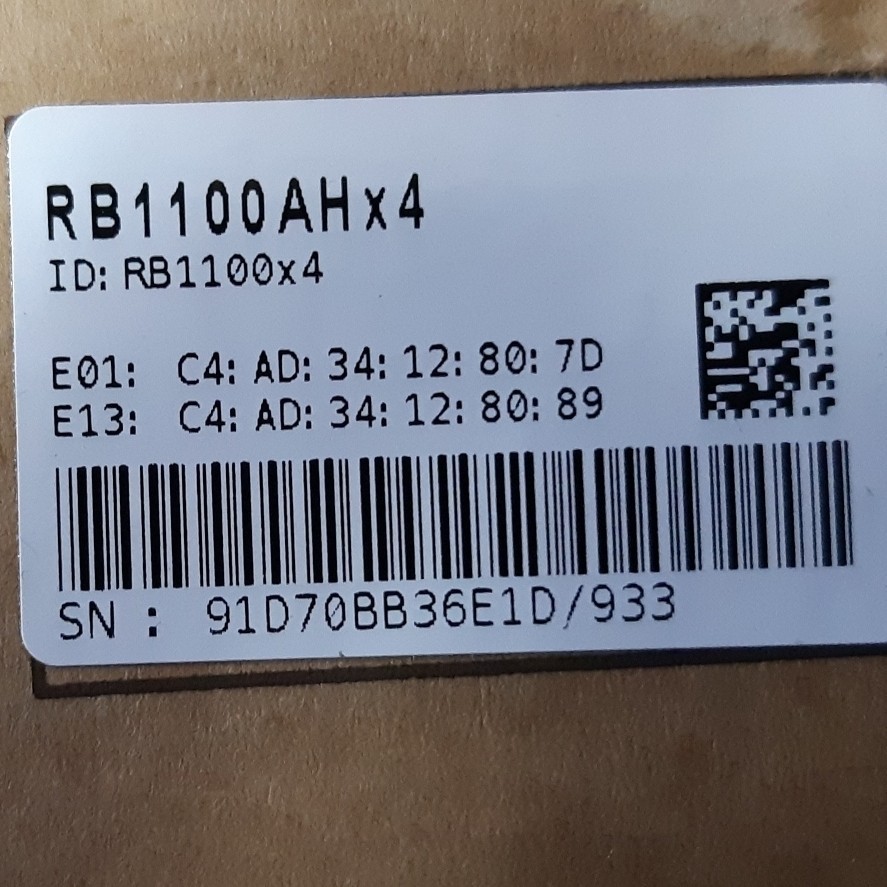 RB1100AHx4
ID: RB1100x4
E01: C4: AD: 34: 12: 80: 7D
E13: C4: AD: 34: 12: 80: 89
SN : 91D70BB36E1D/933